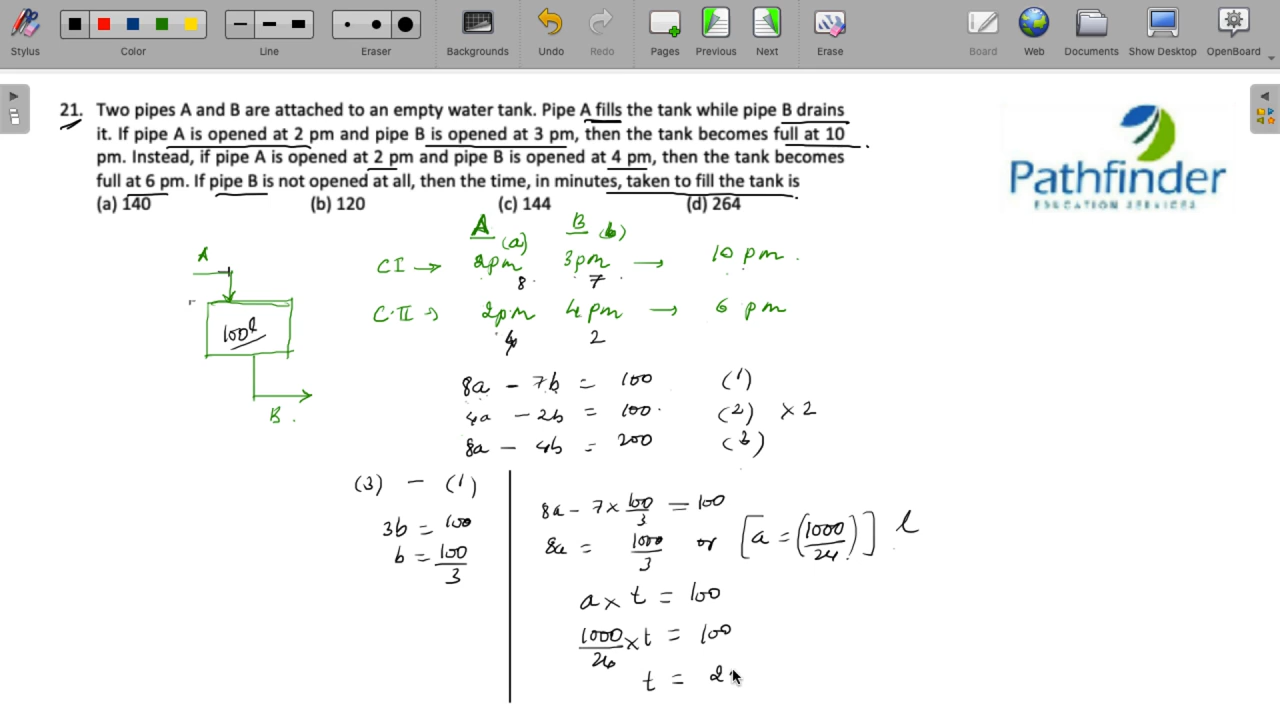 Stylus Color Line Eraser Backgrounds Undo Redo Pages Previous Next Erase Board Web Documents Show Desktop OpenBoard
21. Two pipes A and B are attached to an empty water tank. Pipe A fills the tank while pipe B drains
it. If pipe A is opened at 2 pm and pipe B is opened at 3 pm, then the tank becomes full at 10
pm. Instead, if pipe A is opened at 2 pm and pipe B is opened at 4 pm, then the tank becomes
full at 6 pm. If pipe B is not opened at all, then the time, in minutes, taken to fill the tank is
(a) 140 (b) 120 (c) 144 (d) 264
Pathfinder
EDUCATION SERVICES
A (a) B (b)
CI → 2pm 3pm → 10 pm.
8 7
C-II → 2pm 4pm → 6 pm
4 2
A
100l
B.
8a - 7b = 100 (1)
4a - 2b = 100. (2) × 2
8a - 4b = 200 (3)
(3) - (1)
3b = 100
b = 100/3
8a - 7 × 100/3 = 100
8a = 1000/3 or [a = (1000/24)] l
a × t = 100
1000/24 × t = 100
t = 2